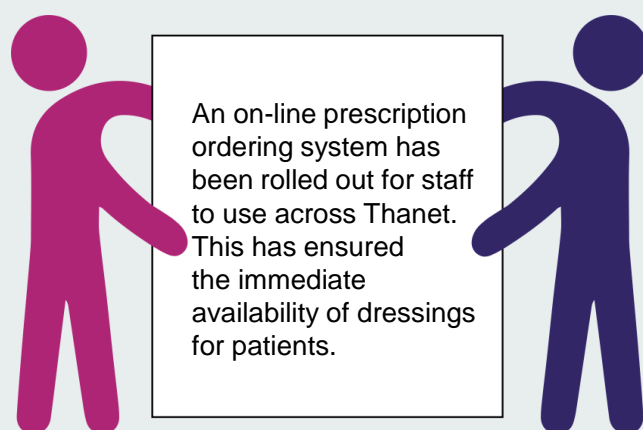 An on-line prescription
ordering system has
been rolled out for staff
to use across Thanet.
This has ensured
the immediate
availability of dressings
for patients.